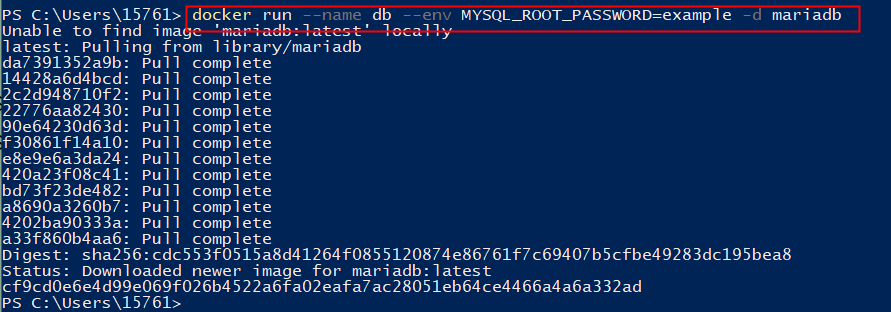 PS C:\Users\15761> docker run --name db --env MYSQL_ROOT_PASSWORD=example -d mariadb
Unable to find image 'mariadb:latest' locally
latest: Pulling from library/mariadb
da7391352a9b: Pull complete
14428a6d4bcd: Pull complete
2c2d948710f2: Pull complete
22776aa82430: Pull complete
90e64230d63d: Pull complete
f30861f14a10: Pull complete
e8e9e6a3da24: Pull complete
420a23f08c41: Pull complete
bd73f23de482: Pull complete
a8690a3260b7: Pull complete
4202ba90333a: Pull complete
a33f860b4aa6: Pull complete
Digest: sha256:cdc553f0515a8d41264f0855120874e86761f7c69407b5cfbe49283dc195bea8
Status: Downloaded newer image for mariadb:latest
cf9cd0e6e4d99e069f026b4522a6fa02eafa7ac28051eb64ce4466a4a6a332ad
PS C:\Users\15761>